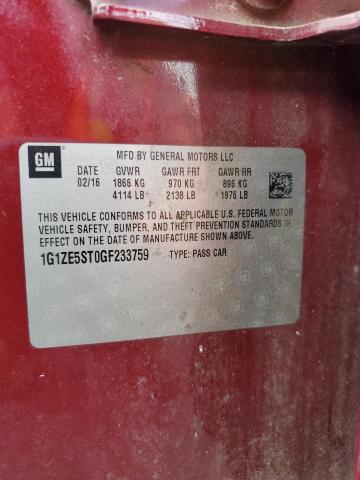 GM
MFD BY GENERAL MOTORS LLC
DATE GVWR GAWR FRT GAWR RR
02/16 1866 KG 970 KG 896 KG
4114 LB 2138 LB 1976 LB
THIS VEHICLE CONFORMS TO ALL APPLICABLE U.S. FEDERAL MOTOR
VEHICLE SAFETY, BUMPER, AND THEFT PREVENTION STANDARDS IN
EFFECT ON THE DATE OF MANUFACTURE SHOWN ABOVE.
1G1ZE5ST0GF233759 TYPE: PASS CAR